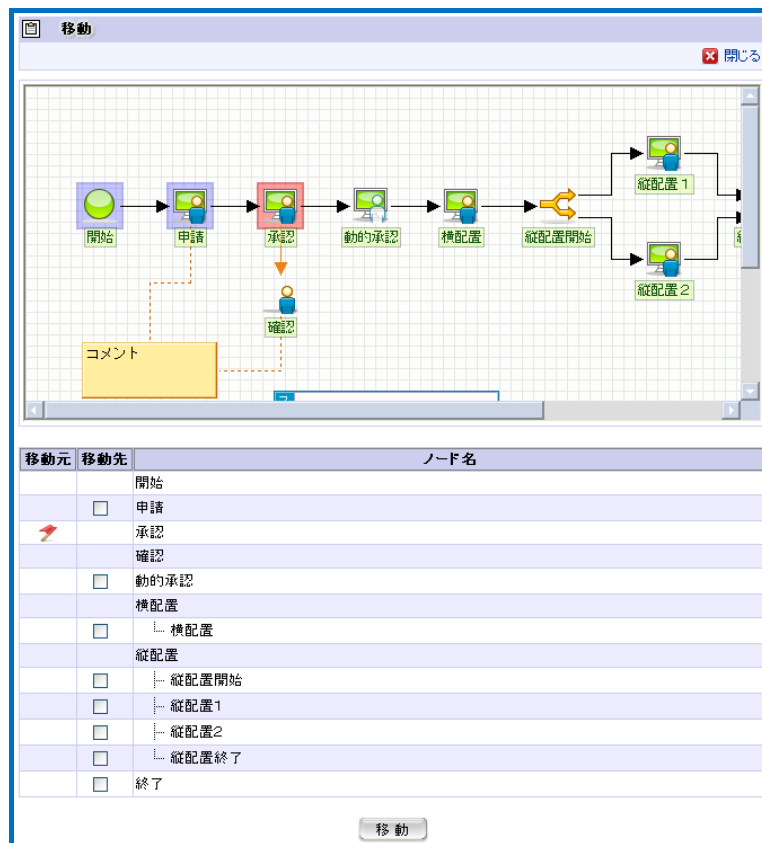 移動
閉じる
縦配置1
開始
申請
承認
動的承認
横配置
縦配置開始
縦配置2
確認
コメント
移動元 移動先 ノード名
開始
申請
承認
確認
動的承認
横配置
横配置
縦配置
縦配置開始
縦配置1
縦配置2
縦配置終了
終了
移動